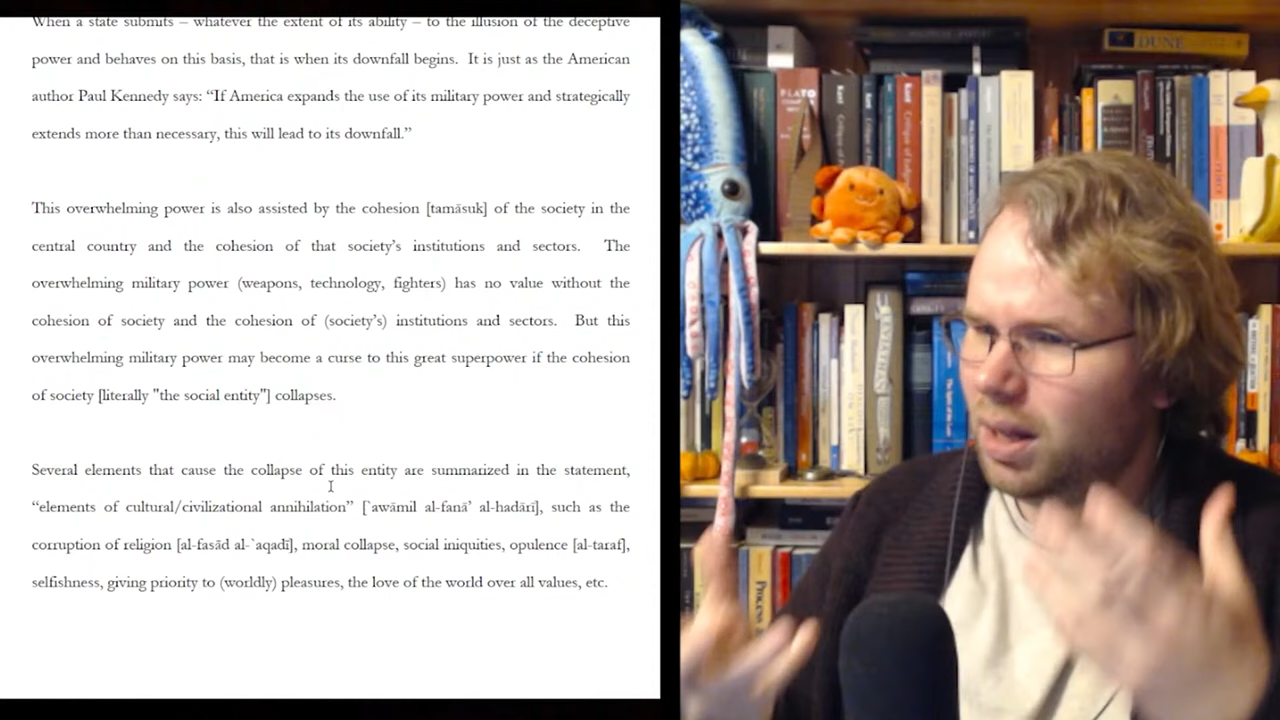 When a state submits – whatever the extent of its ability – to the illusion of the deceptive
power and behaves on this basis, that is when its downfall begins. It is just as the American
author Paul Kennedy says: “If America expands the use of its military power and strategically
extends more than necessary, this will lead to its downfall.”
This overwhelming power is also assisted by the cohesion [tamāsuk] of the society in the
central country and the cohesion of that society’s institutions and sectors. The
overwhelming military power (weapons, technology, fighters) has no value without the
cohesion of society and the cohesion of (society’s) institutions and sectors. But this
overwhelming military power may become a curse to this great superpower if the cohesion
of society [literally "the social entity"] collapses.
Several elements that cause the collapse of this entity are summarized in the statement,
“elements of cultural/civilizational annihilation” [`awāmil al-fanā’ al-hadārī], such as the
corruption of religion [al-fasād al-`aqadī], moral collapse, social iniquities, opulence [al-taraf],
selfishness, giving priority to (worldly) pleasures, the love of the world over all values, etc.
DUNE
PLATO
Kant
Kant
LEVIATHAN
Process